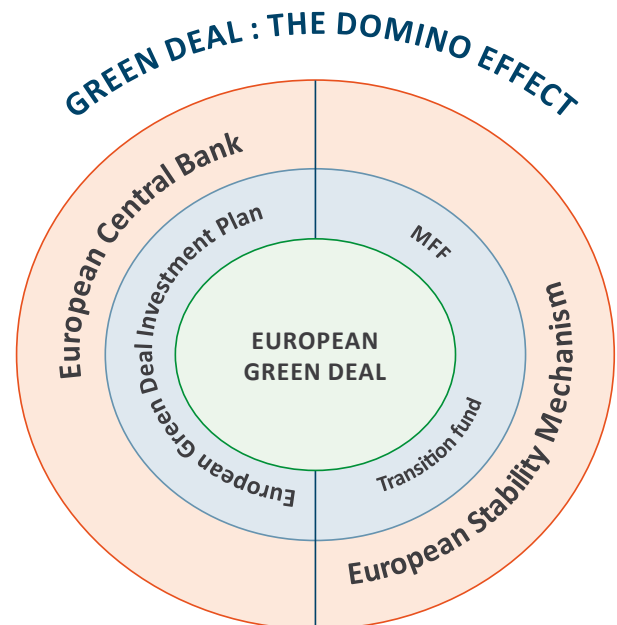 GREEN DEAL : THE DOMINO EFFECT
European Central Bank
European Green Deal Investment Plan
MFF
EUROPEAN
GREEN DEAL
Transition fund
European Stability Mechanism